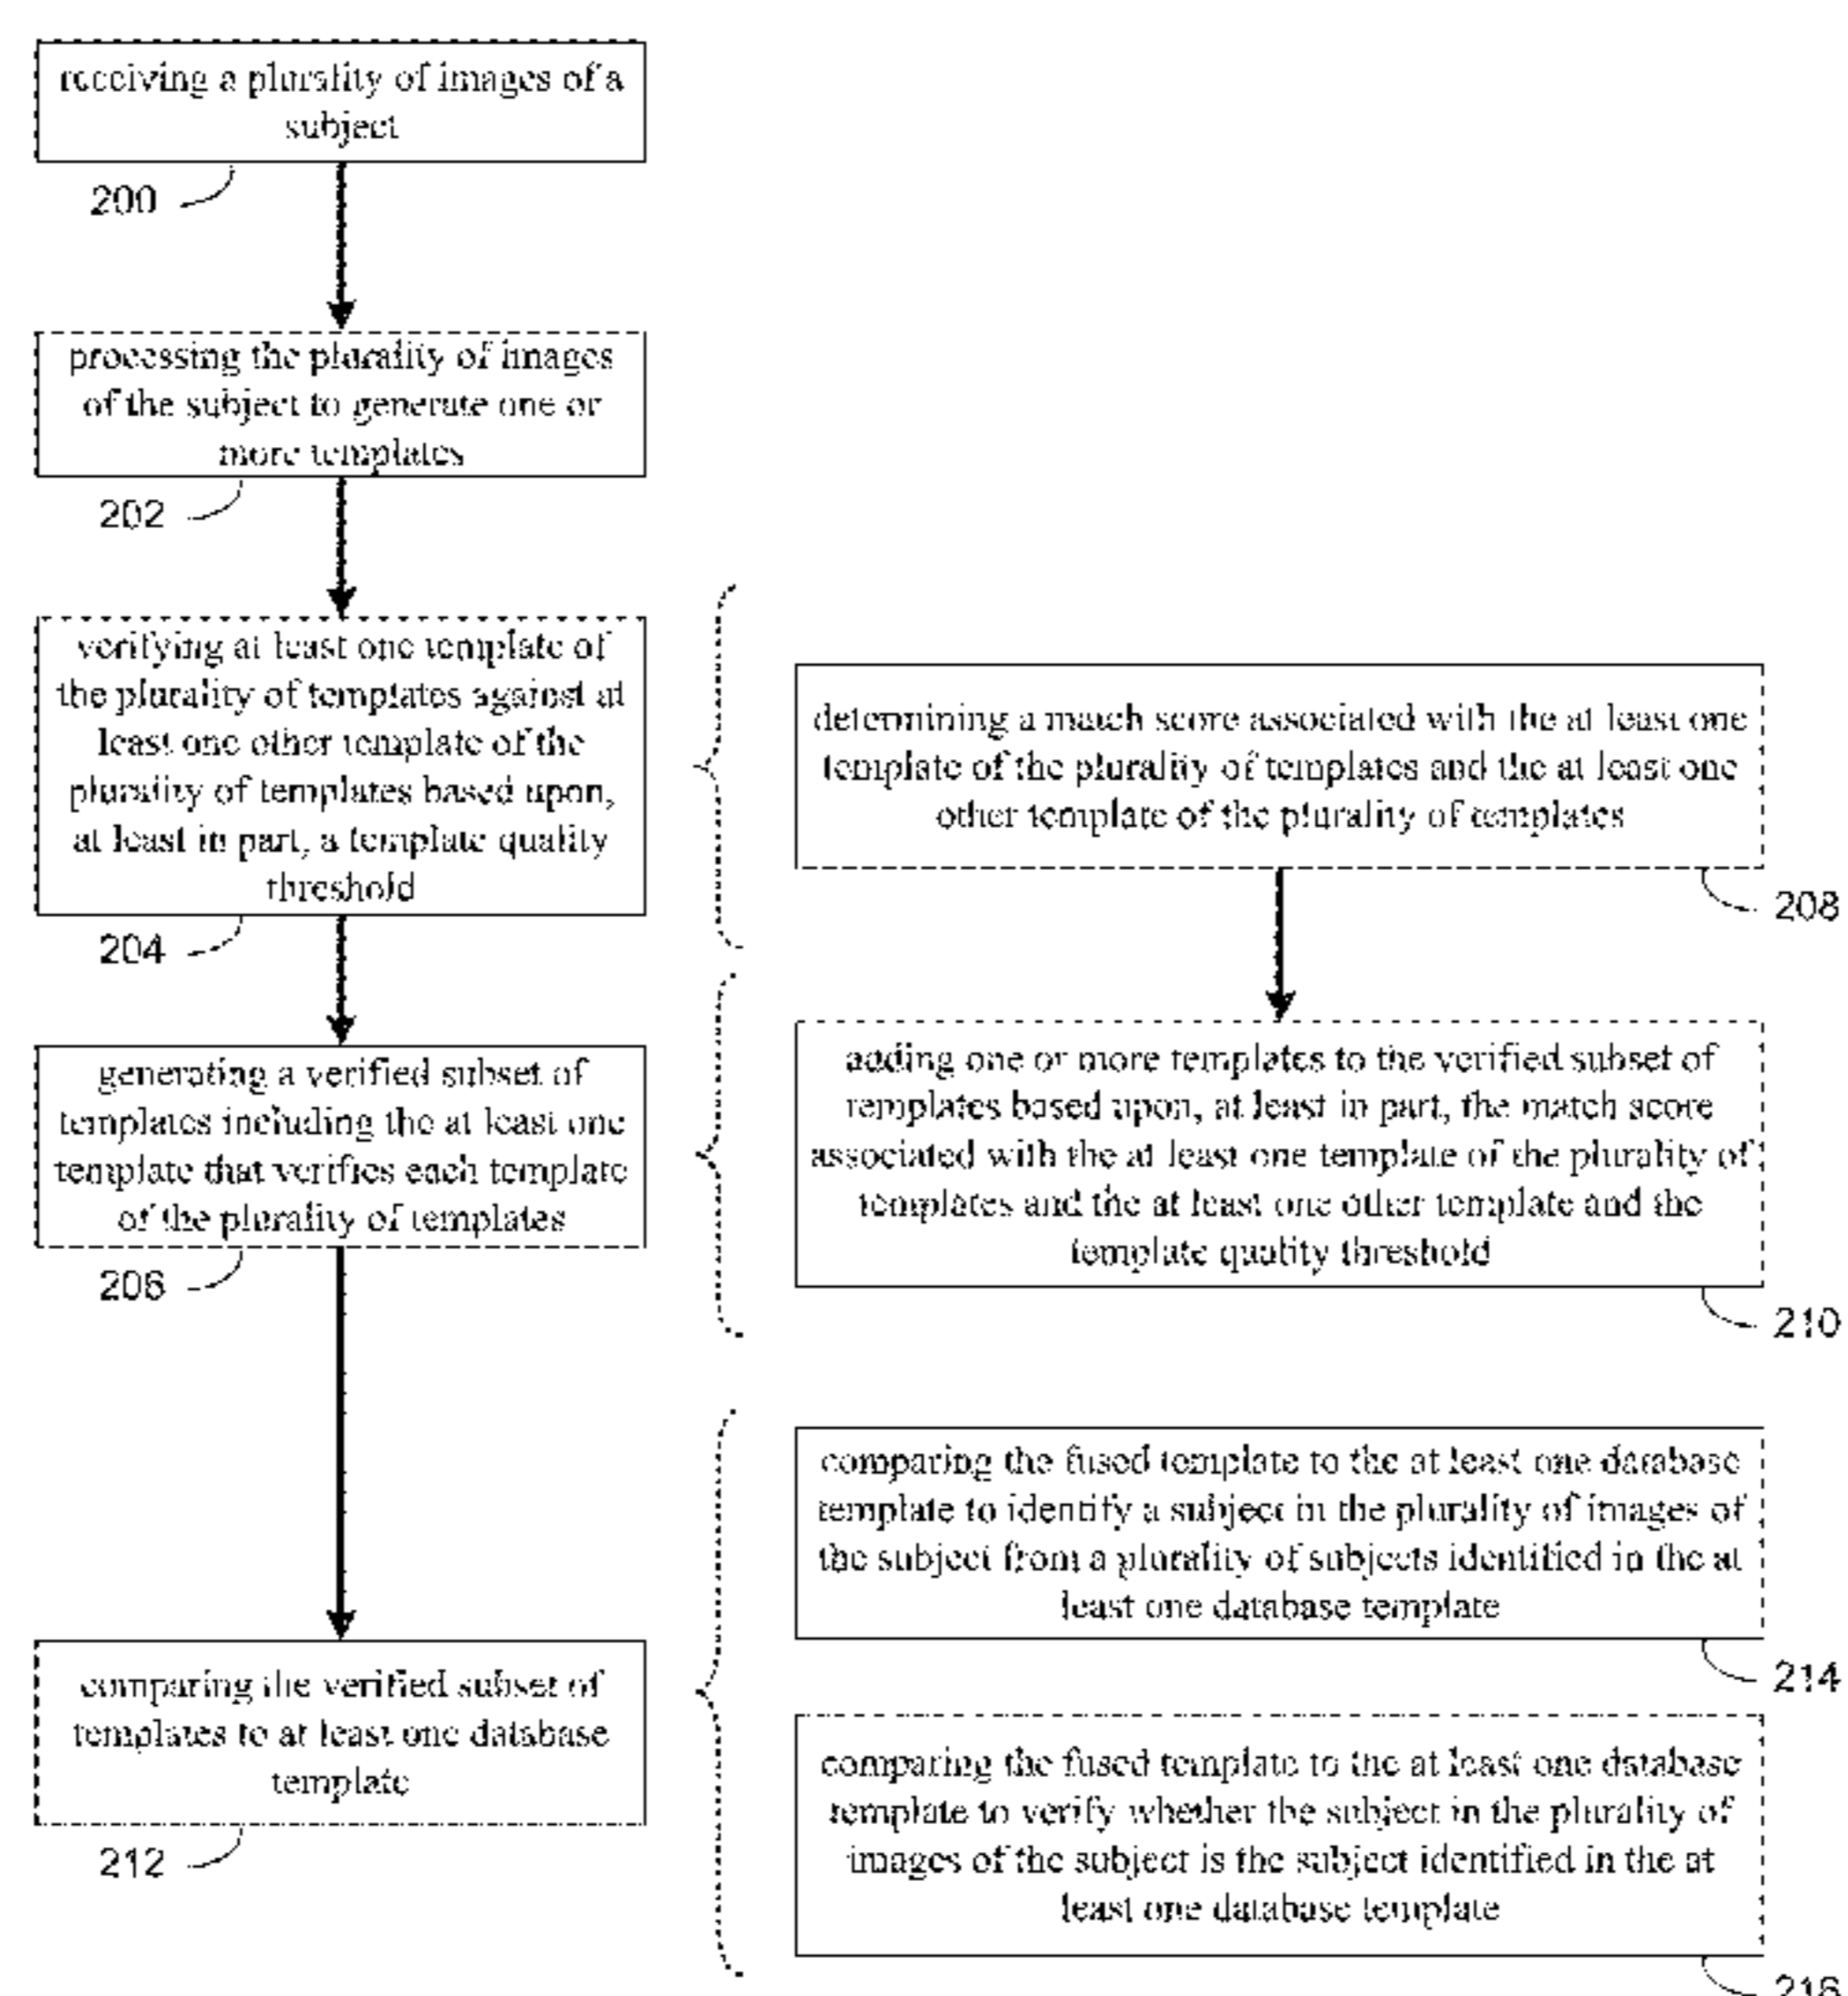 receiving a plurality of images of a
subject
200
processing the plurality of images
of the subject to generate one or
more templates
202
verifying at least one template of
the plurality of templates against at
least one other template of the
plurality of templates based upon,
at least in part, a template quality
threshold
204
generating a verified subset of
templates including the at least one
template that verifies each template
of the plurality of templates
206
comparing the verified subset of
templates to at least one database
template
212
determining a match score associated with the at least one
template of the plurality of templates and the at least one
other template of the plurality of templates
208
adding one or more templates to the verified subset of
templates based upon, at least in part, the match score
associated with the at least one template of the plurality of
templates and the at least one other template and the
template quality threshold
210
comparing the fused template to the at least one database
template to identify a subject in the plurality of images of
the subject from a plurality of subjects identified in the at
least one database template
214
comparing the fused template to the at least one database
template to verify whether the subject in the plurality of
images of the subject is the subject identified in the at
least one database template
216